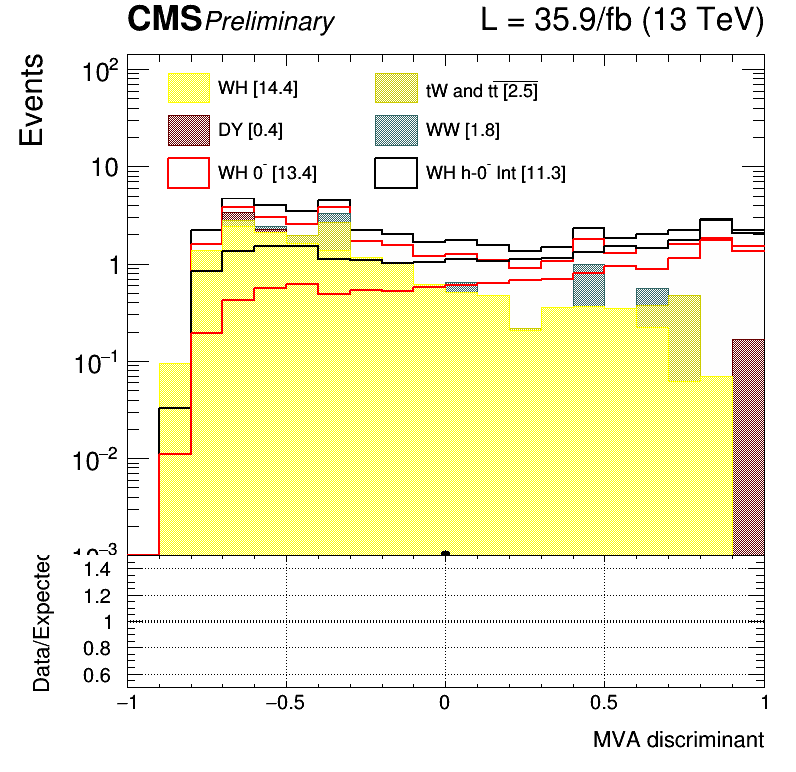 CMS Preliminary L = 35.9/fb (13 TeV)
Events
10²
10
1
10⁻¹
10⁻²
10⁻³
WH [14.4]
tW and tt [2.5]
DY [0.4]
WW [1.8]
WH 0⁻ [13.4]
WH h-0⁻ Int [11.3]
Data/Expected
1.4
1.2
1
0.8
0.6
−1 −0.5 0 0.5 1
MVA discriminant